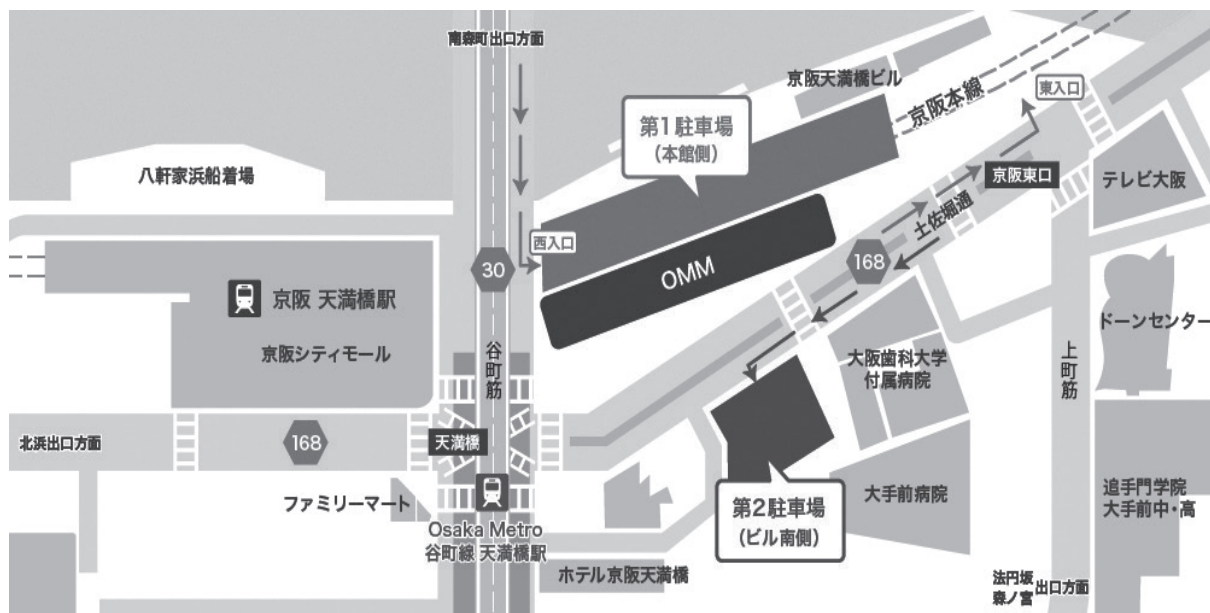 南森町出口方面
京阪天満橋ビル
京阪本線
東入口
第1駐車場
(本館側)
八軒家浜船着場
京阪東口
テレビ大阪
土佐堀通
西入口
30
OMM
168
京阪 天満橋駅
ドーンセンター
京阪シティモール
谷町筋
大阪歯科大学
付属病院
上町筋
北浜出口方面
168
天満橋
ファミリーマート
大手前病院
追手門学院
大手前中・高
第2駐車場
(ビル南側)
Osaka Metro
谷町線 天満橋駅
ホテル京阪天満橋
法円坂
森ノ宮
出口方面